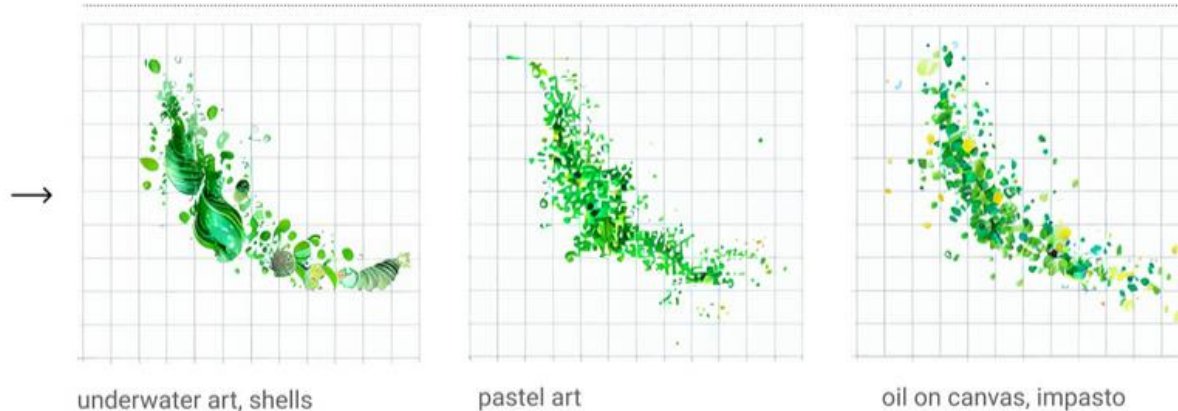 underwater art, shells
pastel art
oil on canvas, impasto